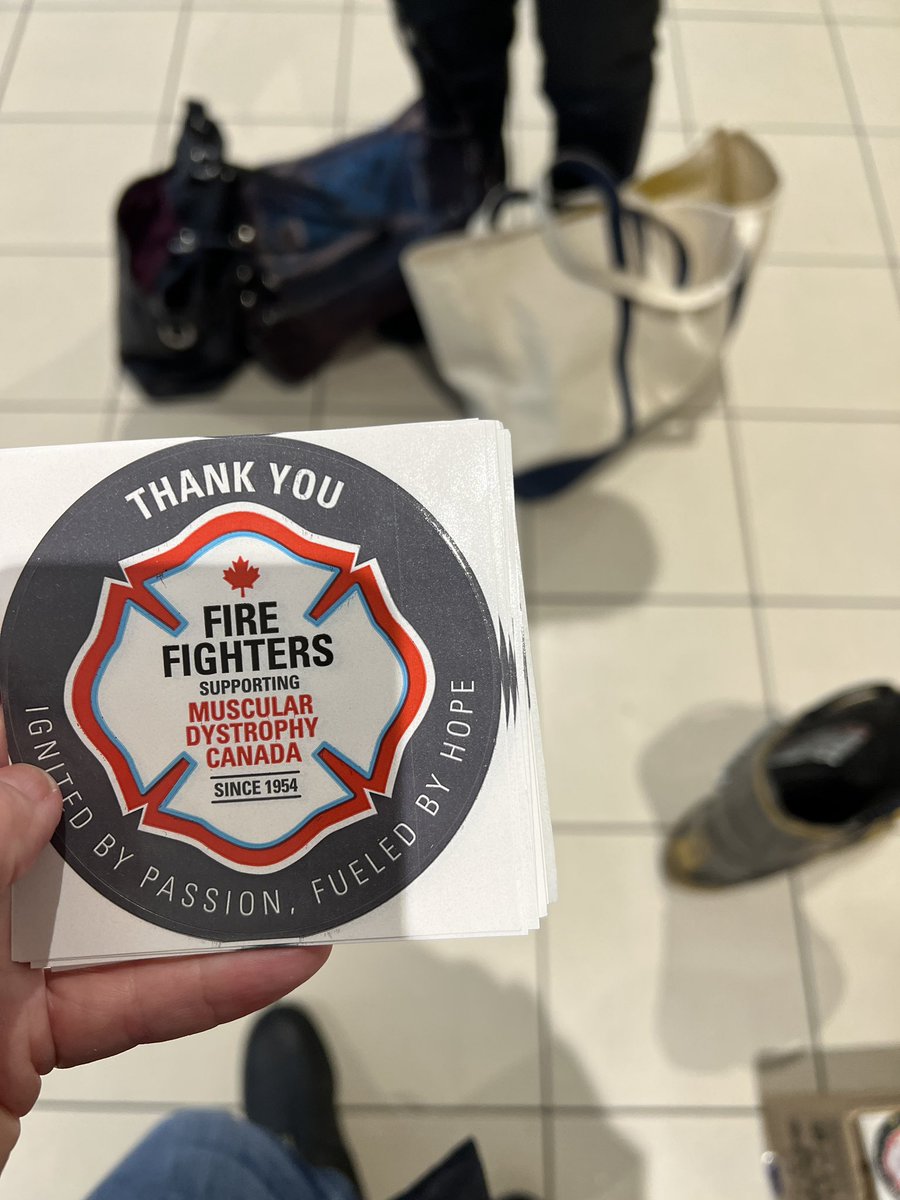 THANK YOU
FIRE
FIGHTERS
SUPPORTING
MUSCULAR
DYSTROPHY
CANADA
SINCE 1954
IGNITED BY PASSION, FUELED BY HOPE